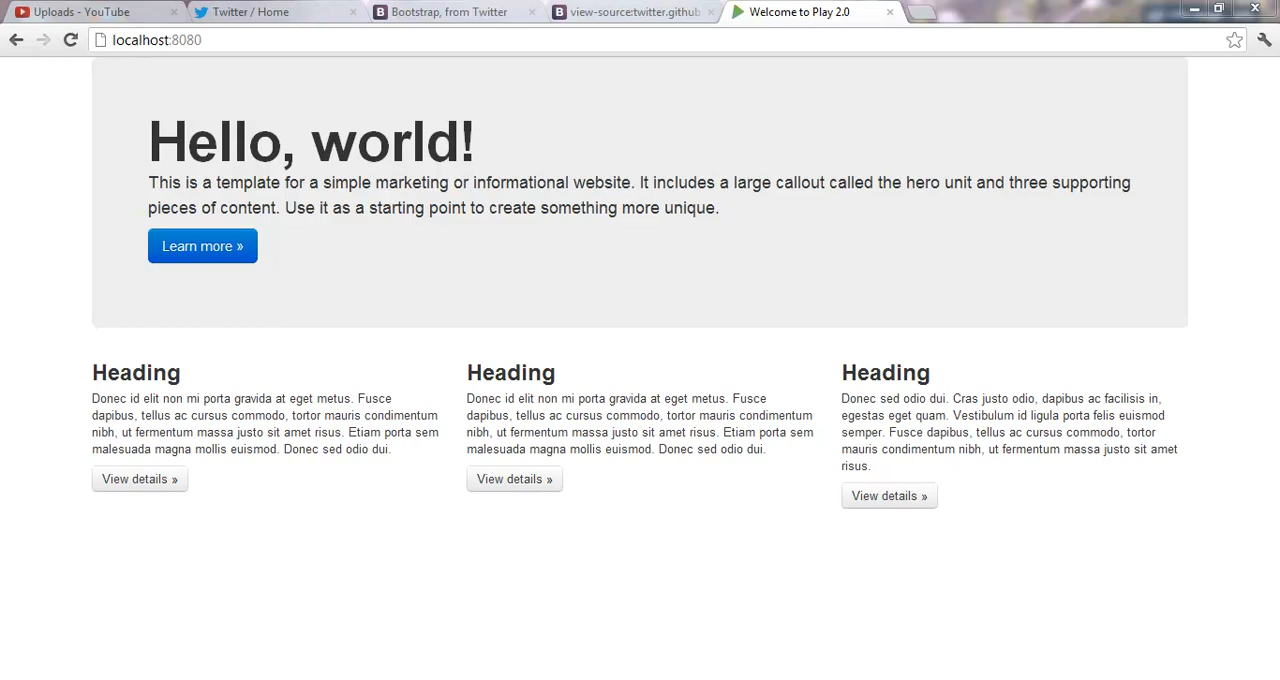 Uploads - YouTube
Twitter / Home
Bootstrap, from Twitter
view-source:twitter.github
Welcome to Play 2.0
localhost:8080
Hello, world!
This is a template for a simple marketing or informational website. It includes a large callout called the hero unit and three supporting
pieces of content. Use it as a starting point to create something more unique.
Learn more »
Heading
Donec id elit non mi porta gravida at eget metus. Fusce
dapibus, tellus ac cursus commodo, tortor mauris condimentum
nibh, ut fermentum massa justo sit amet risus. Etiam porta sem
malesuada magna mollis euismod. Donec sed odio dui.
View details »
Heading
Donec id elit non mi porta gravida at eget metus. Fusce
dapibus, tellus ac cursus commodo, tortor mauris condimentum
nibh, ut fermentum massa justo sit amet risus. Etiam porta sem
malesuada magna mollis euismod. Donec sed odio dui.
View details »
Heading
Donec sed odio dui. Cras justo odio, dapibus ac facilisis in,
egestas eget quam. Vestibulum id ligula porta felis euismod
semper. Fusce dapibus, tellus ac cursus commodo, tortor
mauris condimentum nibh, ut fermentum massa justo sit amet
risus.
View details »